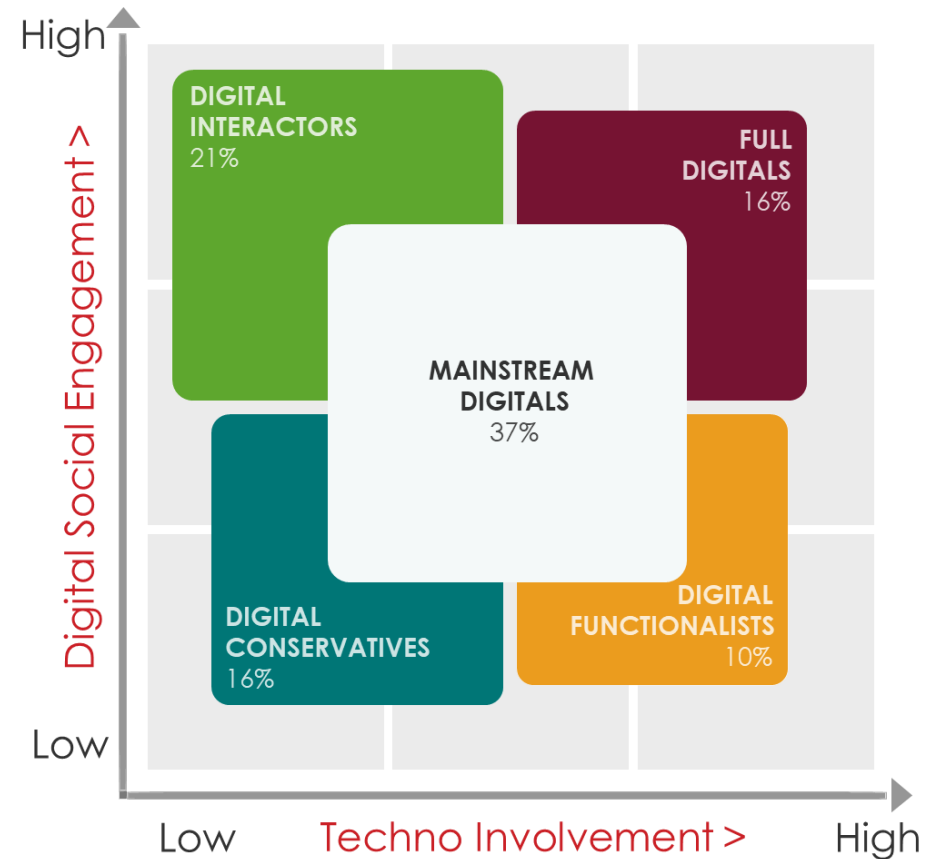 High
Digital Social Engagement >
DIGITAL
INTERACTORS
21%
FULL
DIGITALS
16%
MAINSTREAM
DIGITALS
37%
DIGITAL
CONSERVATIVES
16%
DIGITAL
FUNCTIONALISTS
10%
Low
Low
Techno Involvement >
High